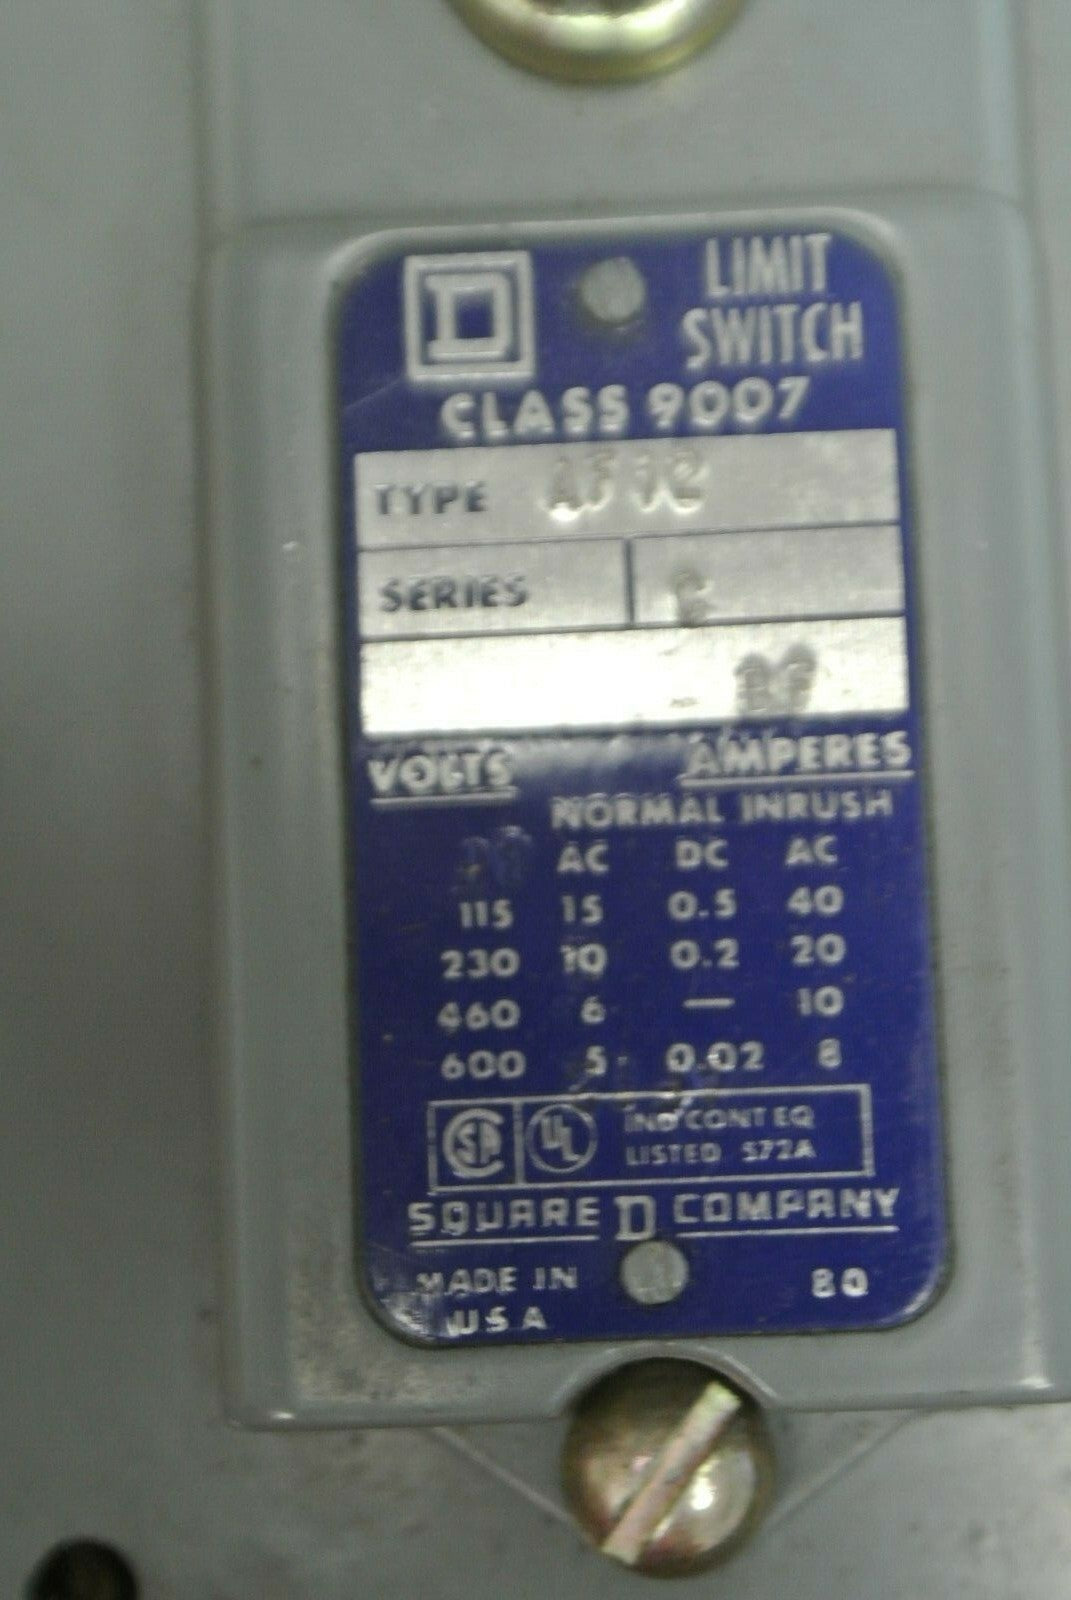 D
LIMIT
SWITCH
CLASS 9007
TYPE
SERIES C
VOLTS AMPERES
NORMAL INRUSH
AC DC AC
115 15 0.5 40
230 10 0.2 20
460 6 — 10
600 5 0.02 8
SA UL IND CONT EQ
LISTED 572A
SQUARE D COMPANY
MADE IN 80
USA